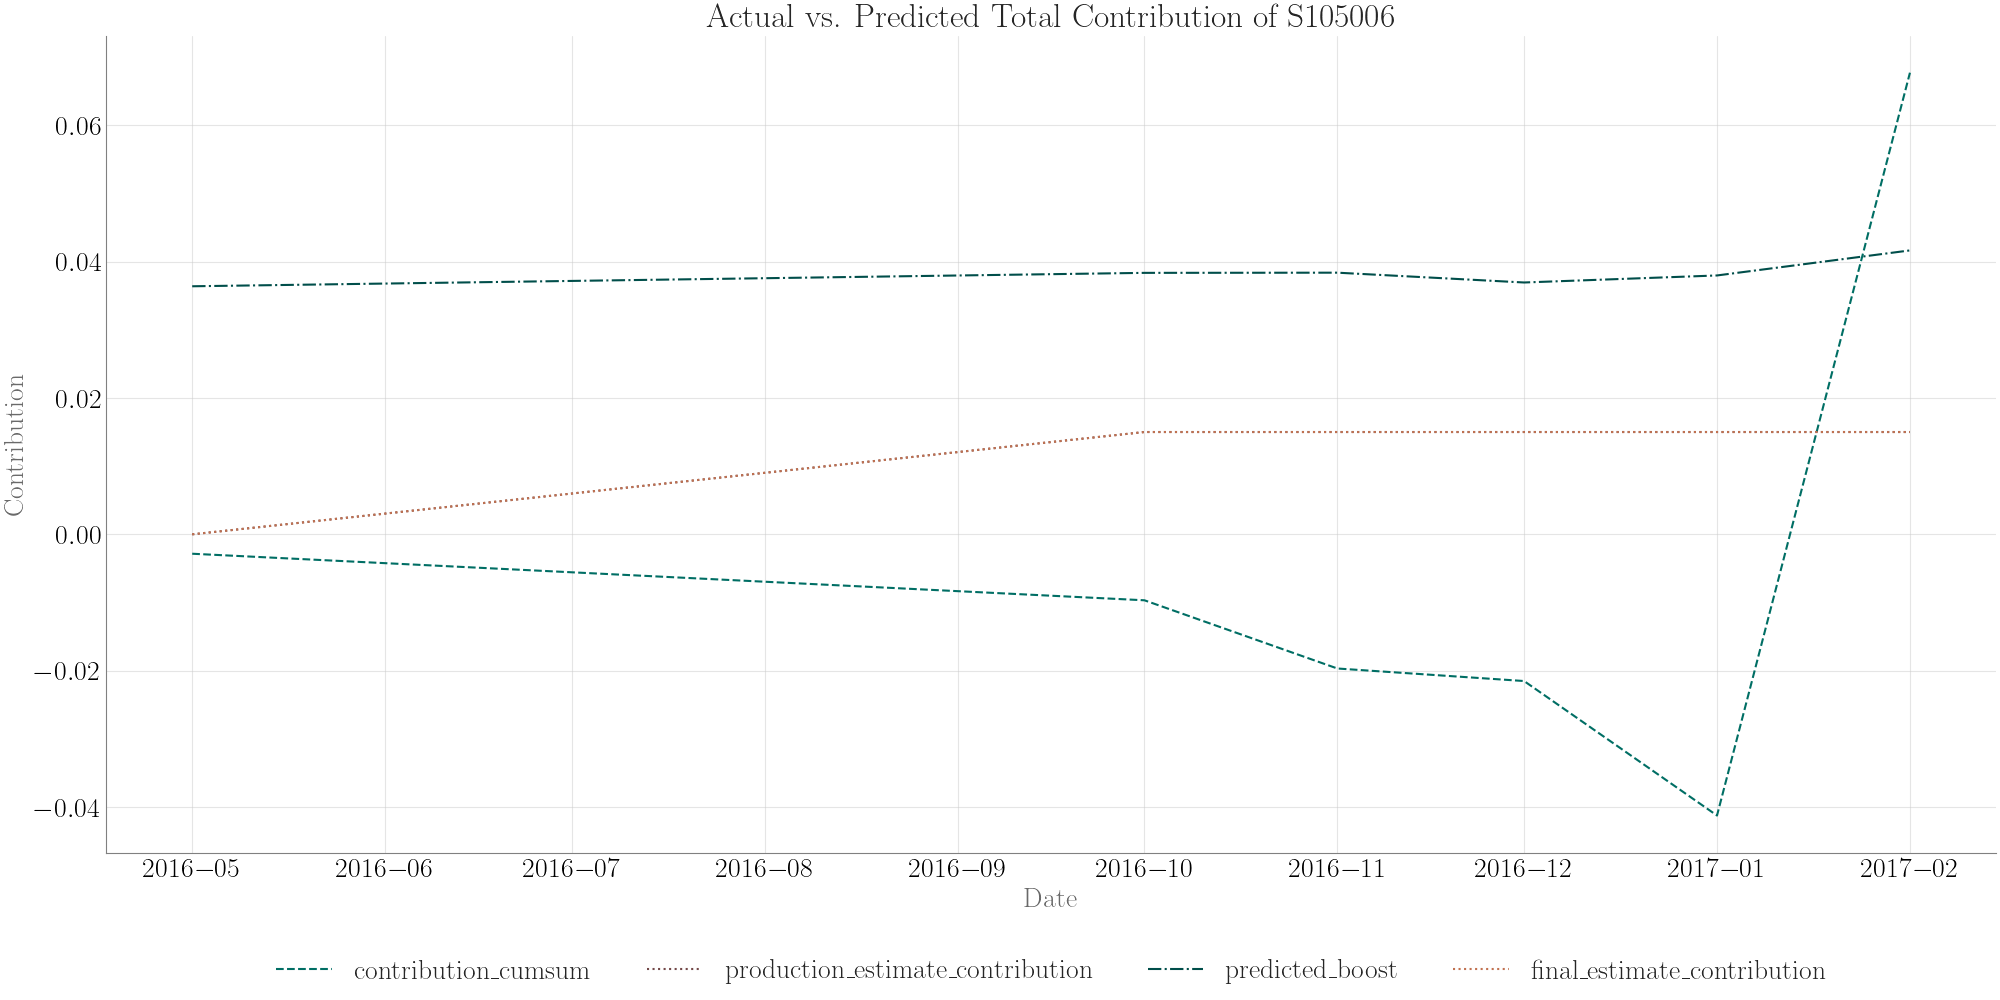 Actual vs. Predicted Total Contribution of S105006
Contribution
0.06
0.04
0.02
0.00
−0.02
−0.04
2016−05 2016−06 2016−07 2016−08 2016−09 2016−10 2016−11 2016−12 2017−01 2017−02
Date
contribution_cumsum production_estimate_contribution predicted_boost final_estimate_contribution